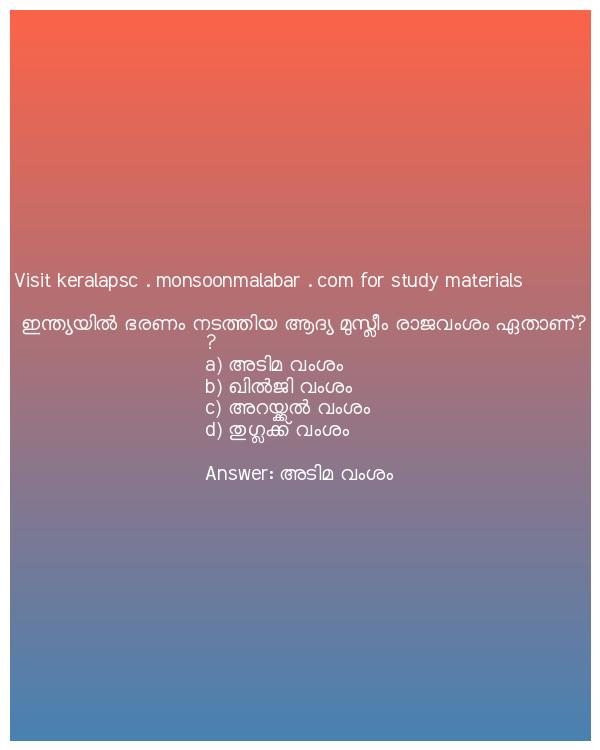 Visit keralapsc . monsoonmalabar . com for study materials
ഇന്ത്യയിൽ ഭരണം നടത്തിയ ആദ്യ മുസ്ലീം രാജവംശം ഏതാണ്?
?
a) അടിമ വംശം
b) ഖിൽജി വംശം
c) അറയ്ക്കൽ വംശം
d) തുഗ്ലക്ക് വംശം
Answer: അടിമ വംശം